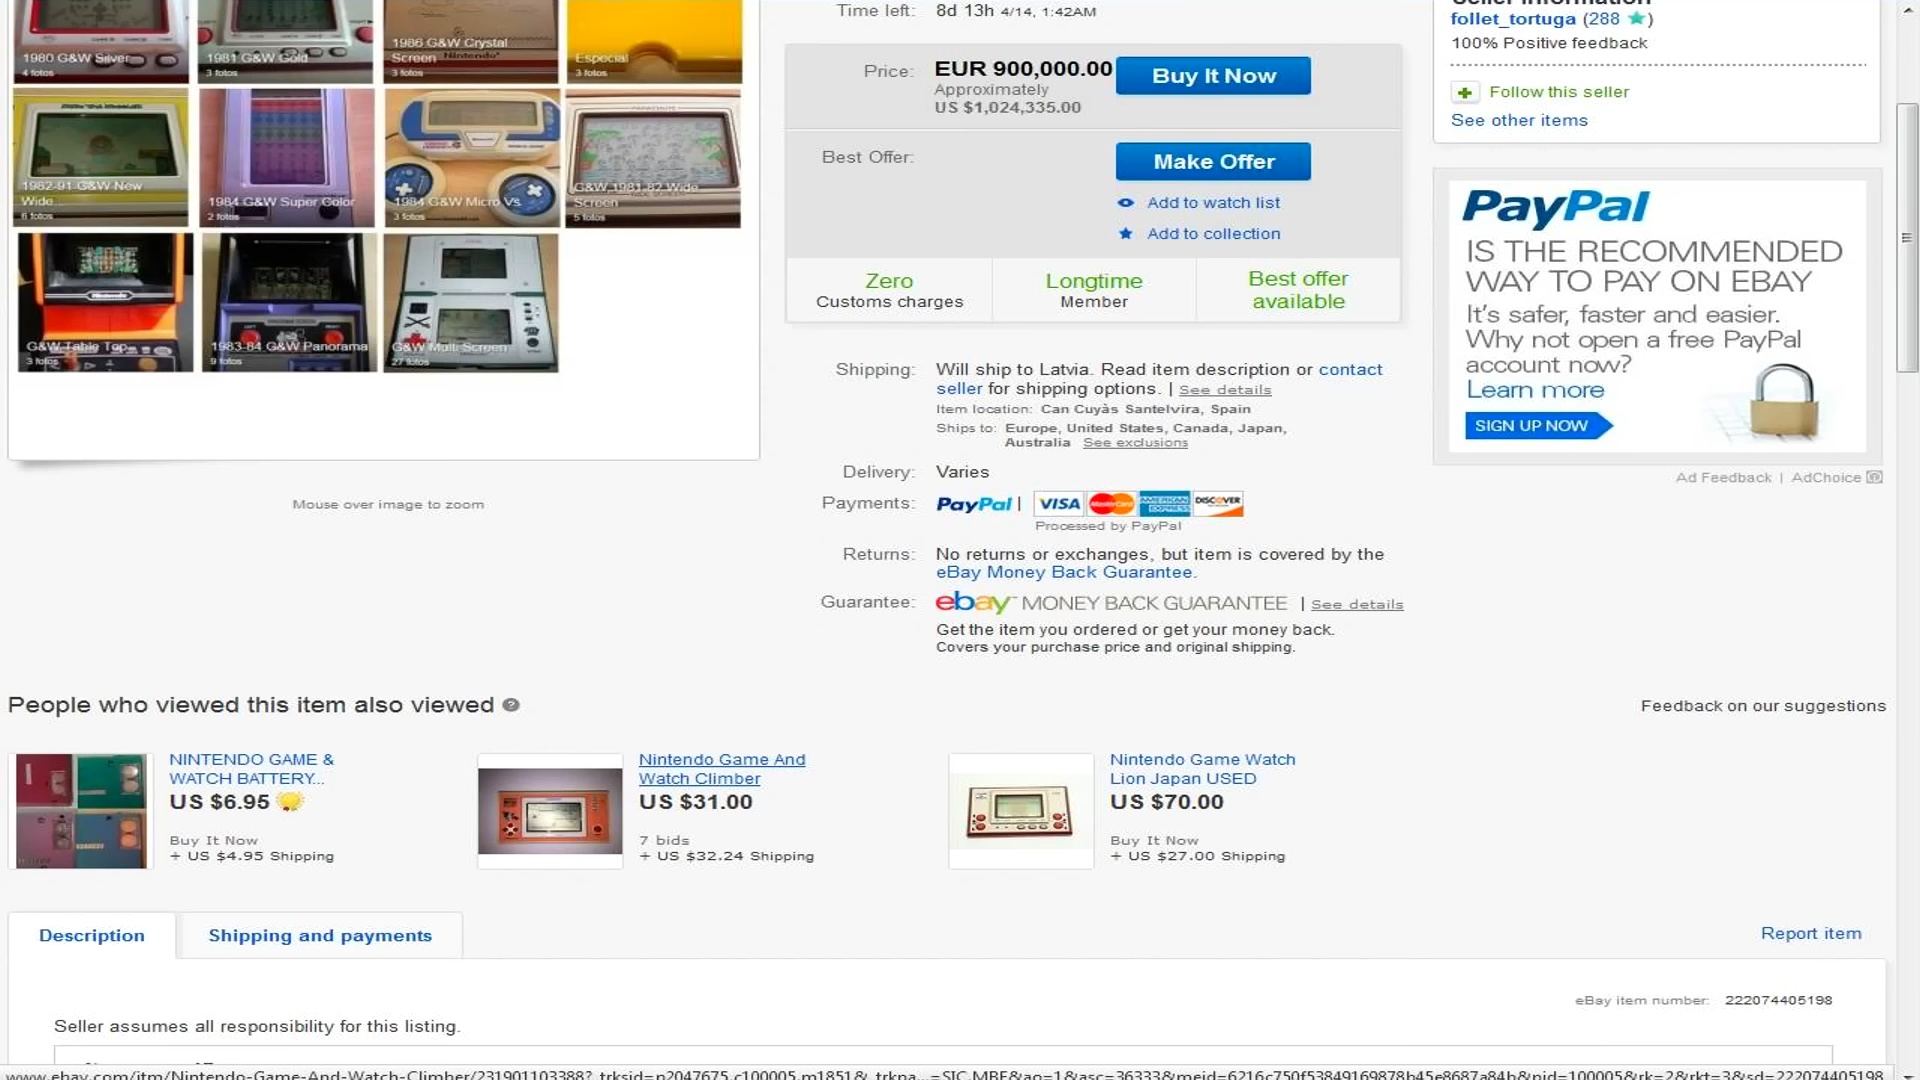 1980 G&W Silver
4 fotos
1981 G&W Gold
3 fotos
1986 G&W Crystal
Screen
Nintendo
3 fotos
Especial
3 fotos
1982-91 G&W New
Wide...
6 fotos
1984 G&W Super Color
2 fotos
1984 G&W Micro Vs.
3 fotos
G&W 1981-82 Wide
Screen
5 fotos
Nintendo
G&W Table Top
3 fotos
1983-84 G&W Panorama
9 fotos
G&W Multi Screen
27 fotos
Mouse over image to zoom
Time left: 8d 13h 4/14, 1:42AM
Price: EUR 900,000.00 Buy It Now
Approximately
US $1,024,335.00
Best Offer: Make Offer
Add to watch list
Add to collection
Zero
Customs charges
Longtime
Member
Best offer
available
Shipping: Will ship to Latvia. Read item description or contact
seller for shipping options. | See details
Item location: Can Cuyàs Santelvira, Spain
Ships to: Europe, United States, Canada, Japan,
Australia See exclusions
Delivery: Varies
Payments: PayPal | VISA MasterCard AMERICAN EXPRESS DISCOVER
Processed by PayPal
Returns: No returns or exchanges, but item is covered by the
eBay Money Back Guarantee.
Guarantee: ebay MONEY BACK GUARANTEE | See details
Get the item you ordered or get your money back.
Covers your purchase price and original shipping.
Seller information
follet_tortuga (288 )
100% Positive feedback
Follow this seller
See other items
PayPal
IS THE RECOMMENDED
WAY TO PAY ON EBAY
It's safer, faster and easier.
Why not open a free PayPal
account now?
Learn more
SIGN UP NOW
Ad Feedback | AdChoice
People who viewed this item also viewed ?
Feedback on our suggestions
NINTENDO GAME &
WATCH BATTERY...
US $6.95
Buy It Now
+ US $4.95 Shipping
Nintendo Game And
Watch Climber
US $31.00
7 bids
+ US $32.24 Shipping
Nintendo Game Watch
Lion Japan USED
US $70.00
Buy It Now
+ US $27.00 Shipping
Description
Shipping and payments
Report item
eBay item number: 222074405198
Seller assumes all responsibility for this listing.